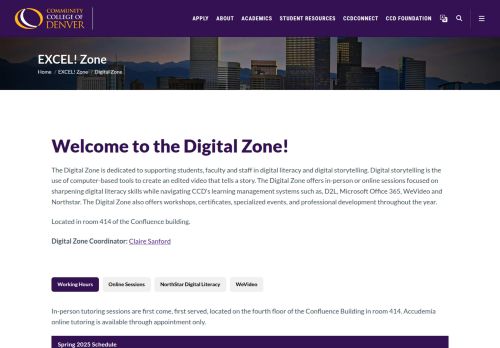 COMMUNITY
COLLEGE OF
DENVER
APPLY ABOUT ACADEMICS STUDENT RESOURCES CCDCONNECT CCD FOUNDATION
EXCEL! Zone
Home / EXCEL! Zone / Digital Zone
Welcome to the Digital Zone!
The Digital Zone is dedicated to supporting students, faculty and staff in digital literacy and digital storytelling. Digital storytelling is the
use of computer-based tools to create an edited video that tells a story. The Digital Zone offers in-person or online sessions focused on
sharpening digital literacy skills while navigating CCD's learning management systems such as, D2L, Microsoft Office 365, WeVideo and
Northstar. The Digital Zone also offers workshops, certificates, specialized events, and professional development throughout the year.
Located in room 414 of the Confluence building.
Digital Zone Coordinator: Claire Sanford
Working Hours Online Sessions NorthStar Digital Literacy WeVideo
In-person tutoring sessions are first come, first served, located on the fourth floor of the Confluence Building in room 414. Accudemia
online tutoring is available through appointment only.
Spring 2025 Schedule